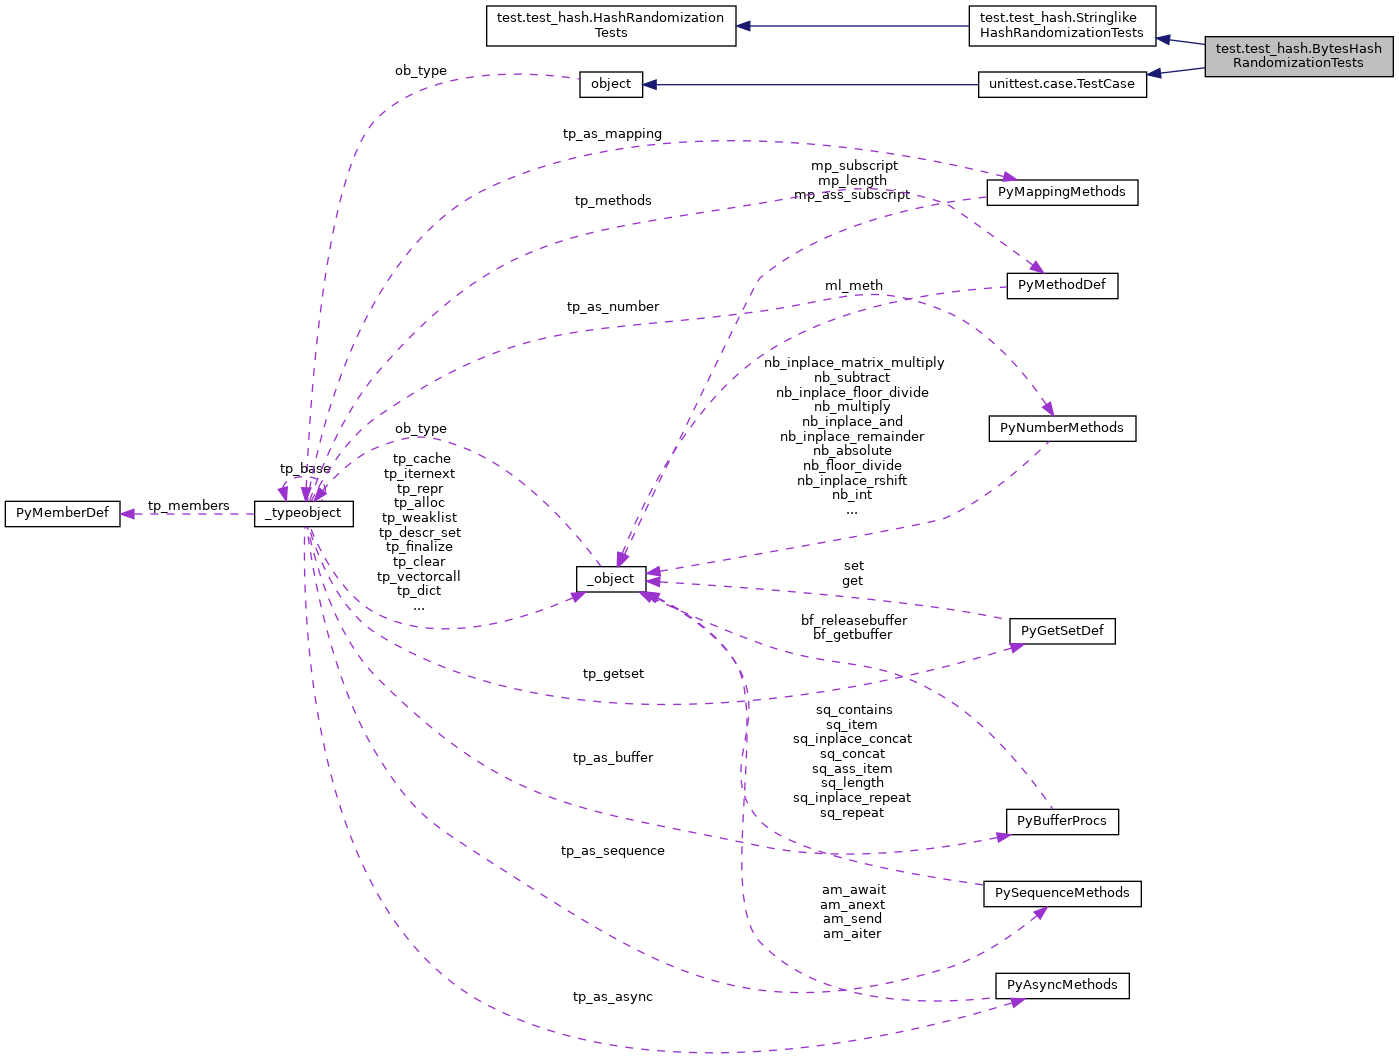 test.test_hash.HashRandomization
Tests
test.test_hash.Stringlike
HashRandomizationTests
test.test_hash.BytesHash
RandomizationTests
ob_type
object
unittest.case.TestCase
tp_as_mapping
mp_subscript
mp_length
mp_ass_subscript
PyMappingMethods
tp_methods
PyMethodDef
ml_meth
tp_as_number
nb_inplace_matrix_multiply
nb_subtract
nb_inplace_floor_divide
nb_multiply
nb_inplace_and
nb_inplace_remainder
nb_absolute
nb_floor_divide
nb_inplace_rshift
nb_int
...
PyNumberMethods
ob_type
tp_cache
tp_iternext
tp_repr
tp_alloc
tp_weaklist
tp_descr_set
tp_finalize
tp_clear
tp_vectorcall
tp_dict
...
tp_base
PyMemberDef
tp_members
_typeobject
_object
set
get
PyGetSetDef
bf_releasebuffer
bf_getbuffer
tp_getset
sq_contains
sq_item
sq_inplace_concat
sq_concat
sq_ass_item
sq_length
sq_inplace_repeat
sq_repeat
tp_as_buffer
PyBufferProcs
tp_as_sequence
PySequenceMethods
am_await
am_anext
am_send
am_aiter
PyAsyncMethods
tp_as_async